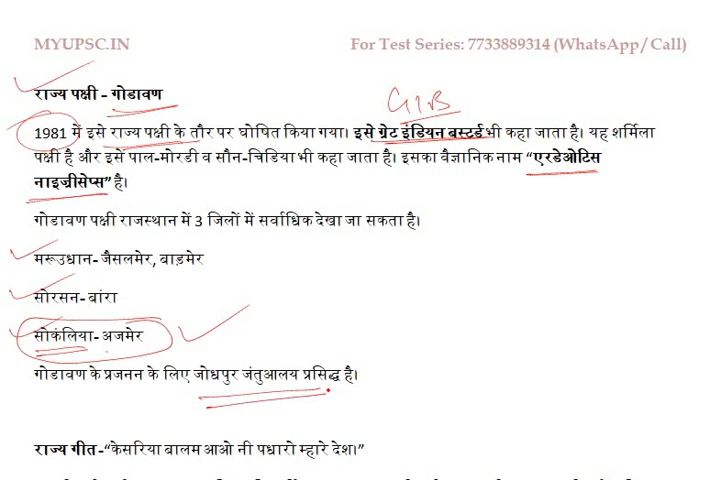 MYUPSC.IN For Test Series: 7733889314 (WhatsApp/Call)
राज्य पक्षी – गोडावण
GIB
1981 में इसे राज्य पक्षी के तौर पर घोषित किया गया। इसे ग्रेट इंडियन बस्टर्ड भी कहा जाता है। यह शर्मिला
पक्षी है और इसे पाल-मोरडी व सौन-चिडिया भी कहा जाता है। इसका वैज्ञानिक नाम “एरडेओटिस
नाइज्रीसेप्स” है।
गोडावण पक्षी राजस्थान में 3 जिलों में सर्वाधिक देखा जा सकता है।
मरूउधान- जैसलमेर, बाड़मेर
सोरसन- बांरा
सोकंलिया- अजमेर
गोडावण के प्रजनन के लिए जोधपुर जंतुआलय प्रसिद्ध है।
राज्य गीत -“केसरिया बालम आओ नी पधारो म्हारे देश।”